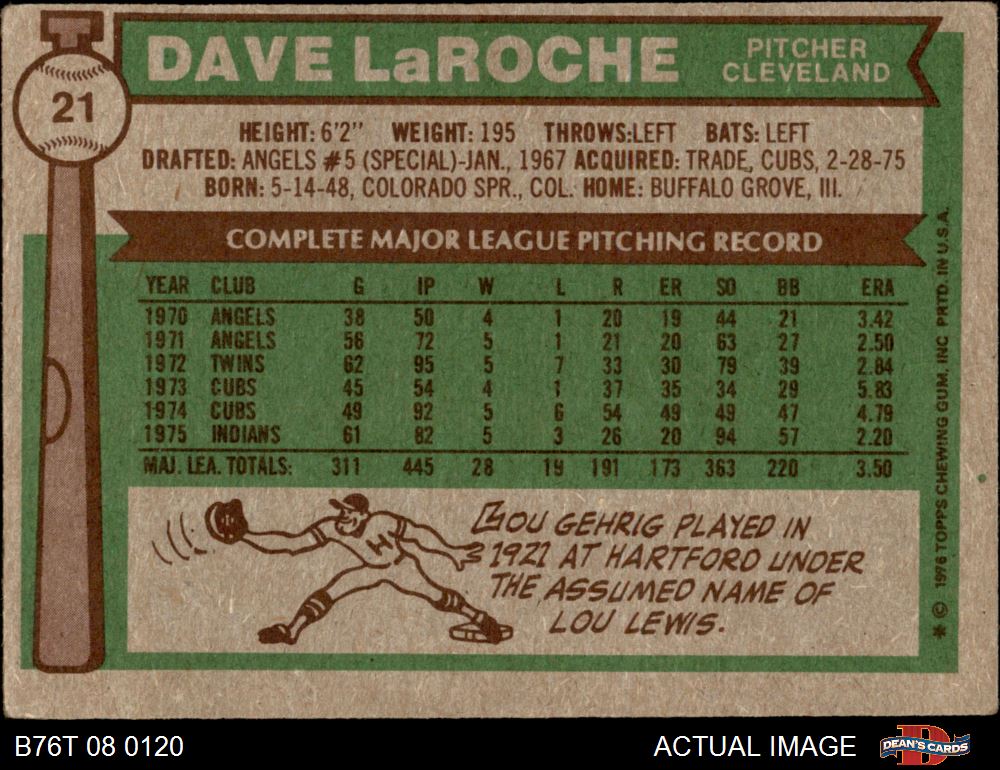 DAVE LaROCHE
PITCHER
CLEVELAND
21
HEIGHT: 6'2" WEIGHT: 195 THROWS:LEFT BATS: LEFT
DRAFTED: ANGELS #5 (SPECIAL)-JAN., 1967 ACQUIRED: TRADE, CUBS, 2-28-75
BORN: 5-14-48, COLORADO SPR., COL. HOME: BUFFALO GROVE, Ill.
COMPLETE MAJOR LEAGUE PITCHING RECORD
YEAR CLUB G IP W L R ER SO BB ERA
1970 ANGELS 38 50 4 1 20 19 44 21 3.42
1971 ANGELS 56 72 5 1 21 20 63 27 2.50
1972 TWINS 62 95 5 7 33 30 79 39 2.84
1973 CUBS 45 54 4 1 37 35 34 29 5.83
1974 CUBS 49 92 5 6 54 49 49 47 4.79
1975 INDIANS 61 82 5 3 26 20 94 57 2.20
MAJ. LEA. TOTALS: 311 445 28 19 191 173 363 220 3.50
LOU GEHRIG PLAYED IN
1921 AT HARTFORD UNDER
THE ASSUMED NAME OF
LOU LEWIS.
H
* © 1976 TOPPS CHEWING GUM, INC PRTD. IN U.S.A.
B76T 08 0120
ACTUAL IMAGE
DEAN'S CARDS